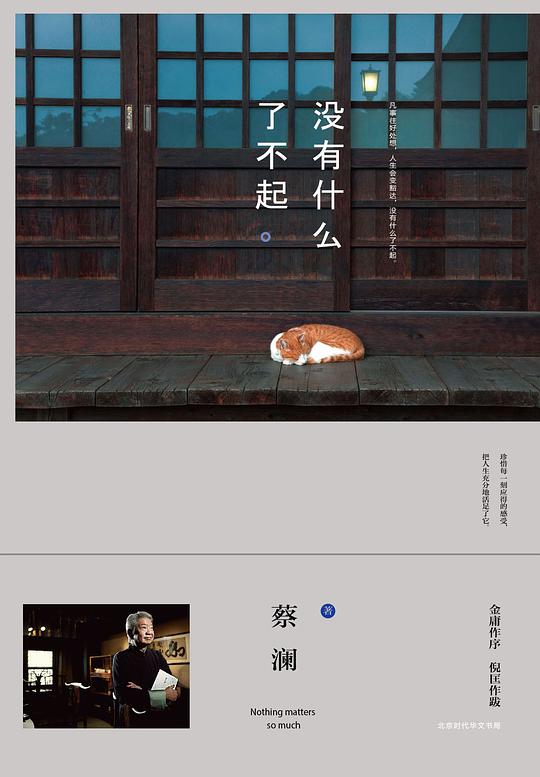 没有什么
了不起。
凡事往好处想，人生会变豁达，没有什么了不起。
珍惜每一刻应得的感受，
把人生充分地活足了它。
蔡澜
著
Nothing matters
so much
金庸作序 倪匡作跋
北京时代华文书局